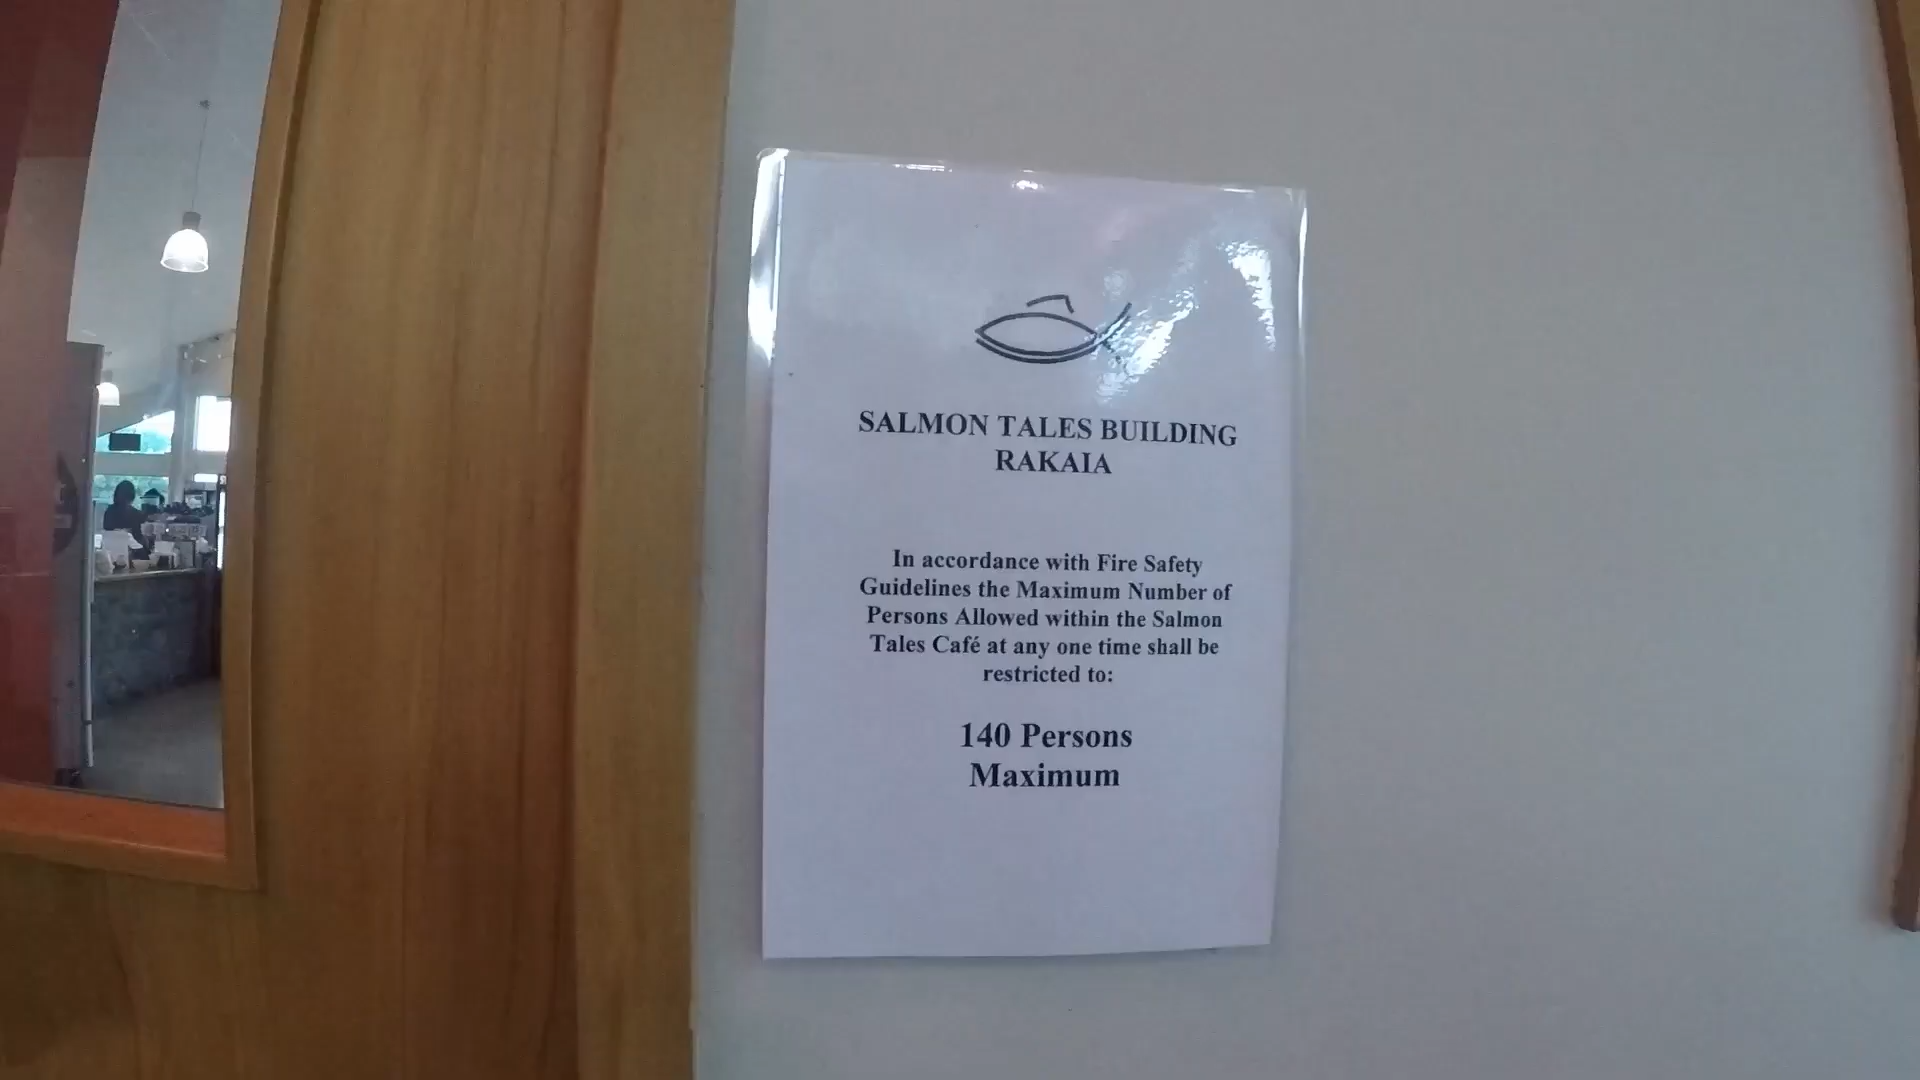 SALMON TALES BUILDING
RAKAIA
In accordance with Fire Safety
Guidelines the Maximum Number of
Persons Allowed within the Salmon
Tales Café at any one time shall be
restricted to:
140 Persons
Maximum